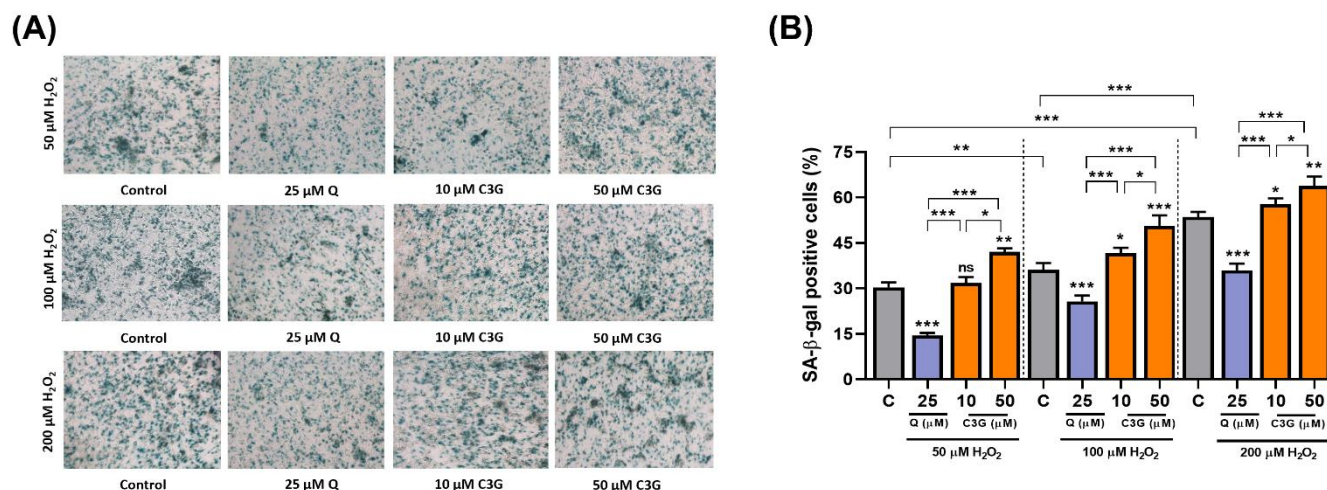 (A)
50 μM H₂O₂
Control 25 μM Q 10 μM C3G 50 μM C3G
100 μM H₂O₂
Control 25 μM Q 10 μM C3G 50 μM C3G
200 μM H₂O₂
Control 25 μM Q 10 μM C3G 50 μM C3G
(B)
SA-β-gal positive cells (%)
75
60
45
30
15
0
***
***
**
***
*** *
*** ns **
***
*** *
*** * ***
***
*** *
*** * **
C 25 10 50 C 25 10 50 C 25 10 50
Q (μM) C3G (μM) Q (μM) C3G (μM) Q (μM) C3G (μM)
50 μM H₂O₂ 100 μM H₂O₂ 200 μM H₂O₂